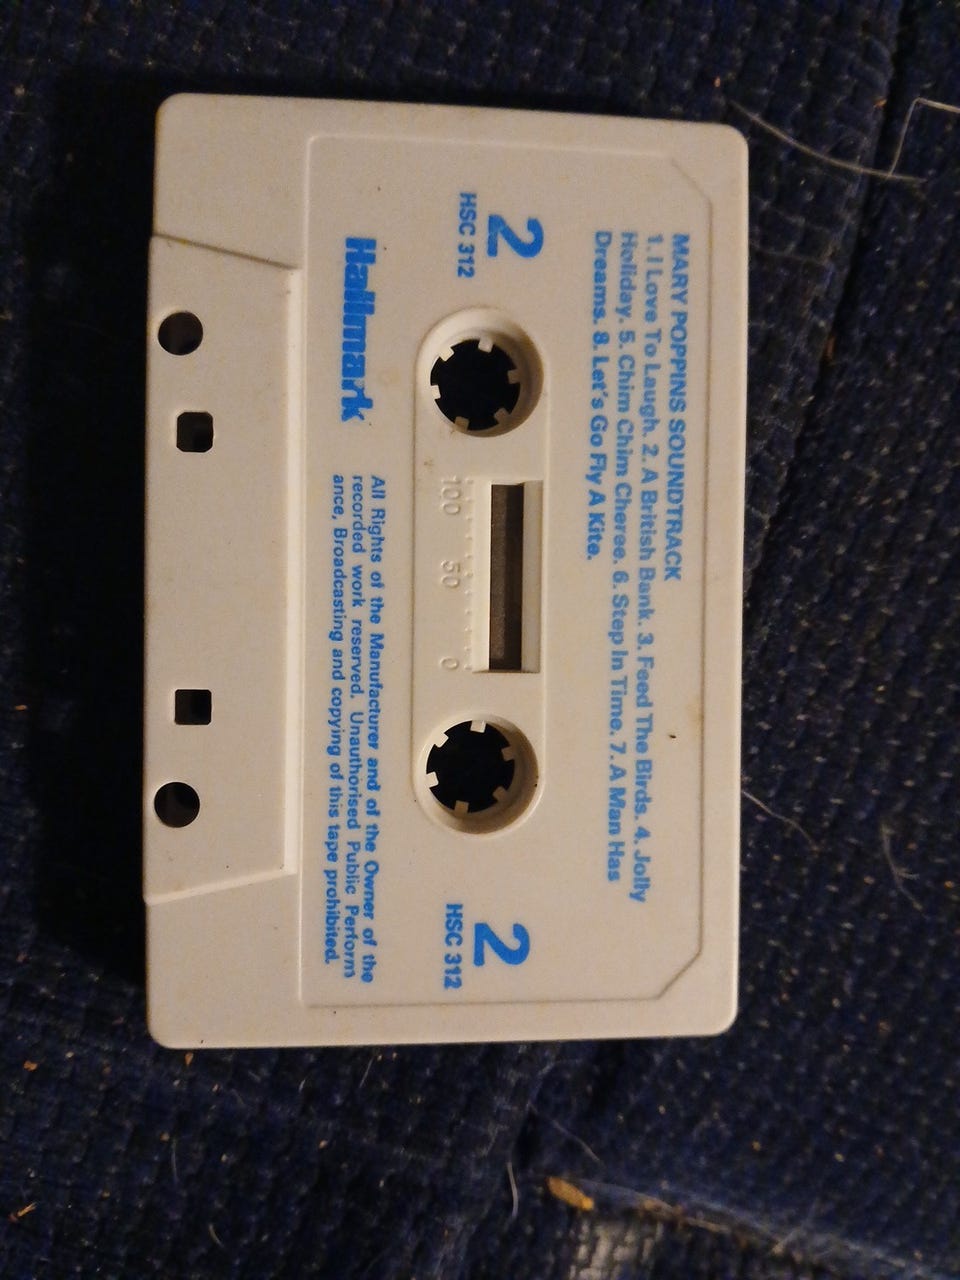 MARY POPPINS SOUNDTRACK
1. I Love To Laugh. 2. A British Bank. 3. Feed The Birds. 4. Jolly
Holiday. 5. Chim Chim Cheree. 6. Step In Time. 7. A Man Has
Dreams. 8. Let's Go Fly A Kite.
2
HSC 312
2
HSC 312
100 50 0
Hallmark
All Rights of the Manufacturer and of the Owner of the
recorded work reserved. Unauthorised Public Perform
ance, Broadcasting and copying of this tape prohibited.